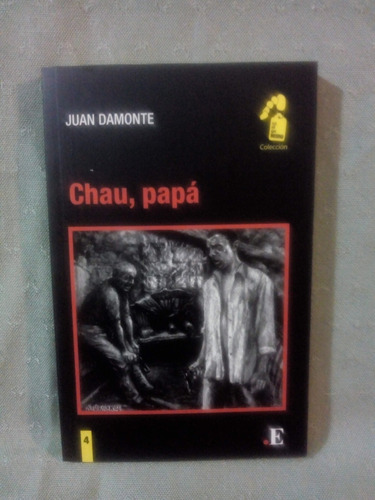 JUAN DAMONTE
Colección
Chau, papá
4
.E